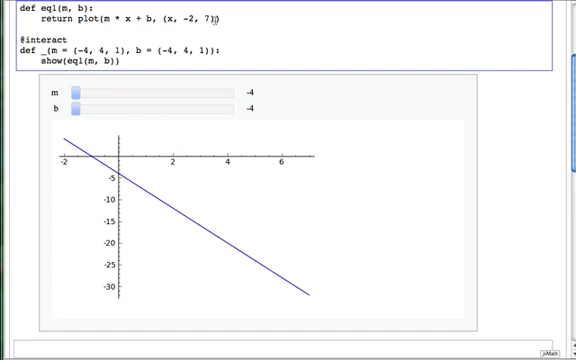 def eq1(m, b):
return plot(m * x + b, (x, -2, 7))
@interact
def _(m = (-4, 4, 1), b = (-4, 4, 1)):
show(eq1(m, b))
m -4
b -4
-2 2 4 6
-5
-10
-15
-20
-25
-30
jsMath